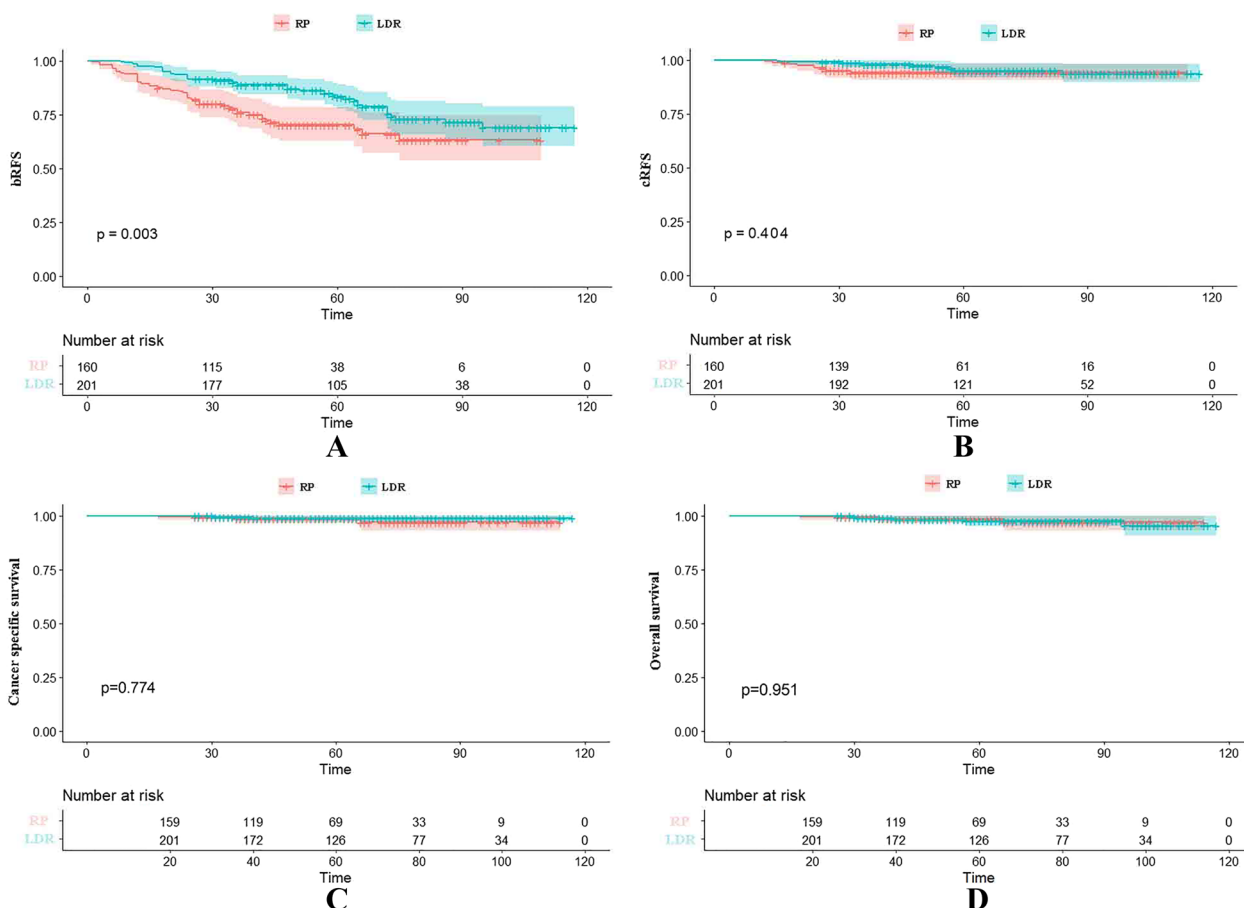 RP LDR
1.00
0.75
0.50
0.25
0.00
bRFS
p = 0.003
0 30 60 90 120
Time
Number at risk
RP 160 115 38 6 0
LDR 201 177 105 38 0
0 30 60 90 120
Time
A
RP LDR
1.00
0.75
0.50
0.25
0.00
cRFS
p = 0.404
0 30 60 90 120
Time
Number at risk
RP 160 139 61 16 0
LDR 201 192 121 52 0
0 30 60 90 120
Time
B
RP LDR
1.00
0.75
0.50
0.25
0.00
Cancer specific survival
p=0.774
0 30 60 90 120
Time
Number at risk
RP 159 119 69 33 9 0
LDR 201 172 126 77 34 0
20 40 60 80 100 120
Time
C
RP LDR
1.00
0.75
0.50
0.25
0.00
Overall survival
p=0.951
0 30 60 90 120
Time
Number at risk
RP 159 119 69 33 9 0
LDR 201 172 126 77 34 0
20 40 60 80 100 120
Time
D